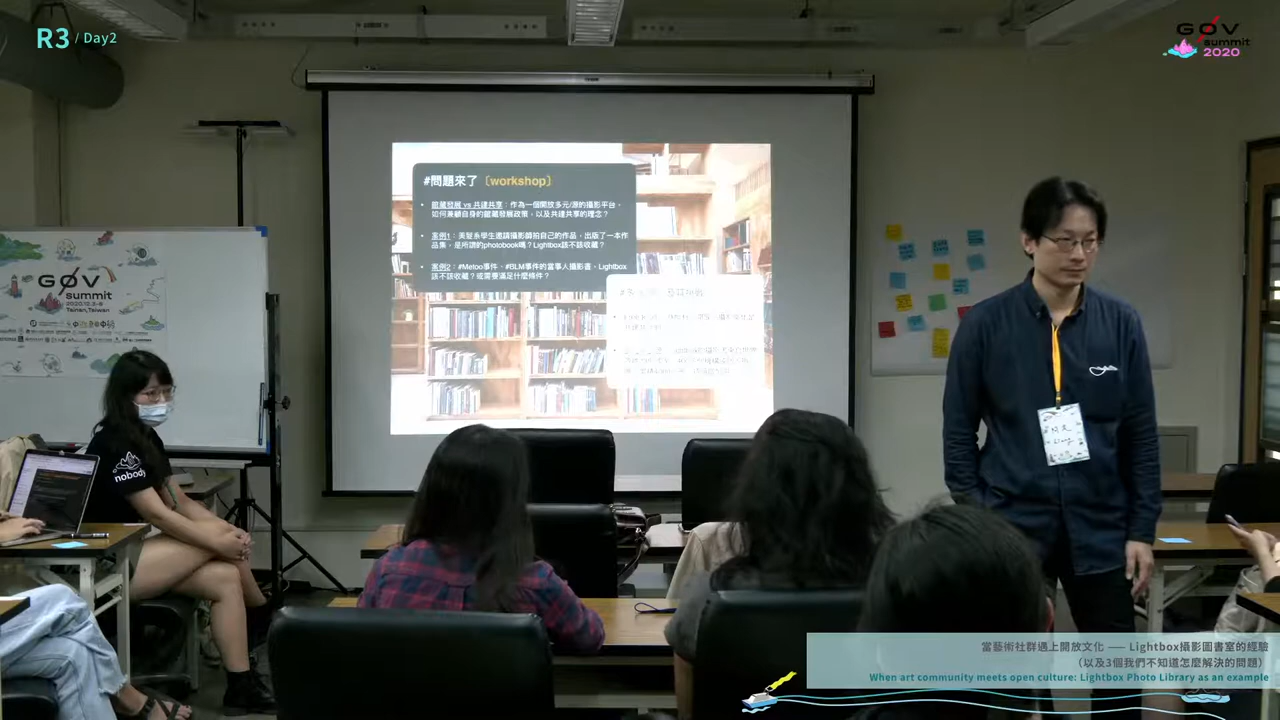 R3 / Day2
GØV
summit
2020
#問題來了〔workshop〕
館藏發展 vs 共建共享：作為一個開放多元/源的攝影平台，
如何兼顧自身的館藏發展政策，以及共建共享的理念？
案例1：美髮系學生邀請攝影師拍自己的作品，出版了一本作
品集，是所謂的photobook嗎？Lightbox該不該收藏？
案例2：#Metoo事件、#BLM事件的當事人攝影書，Lightbox
該不該收藏？或需要滿足什麼條件？
GØV
summit
2020.12.3-6
Tainan,Taiwan
nobody
當藝術社群遇上開放文化 —— Lightbox攝影圖書室的經驗
（以及3個我們不知道怎麼解決的問題）
When art community meets open culture: Lightbox Photo Library as an example